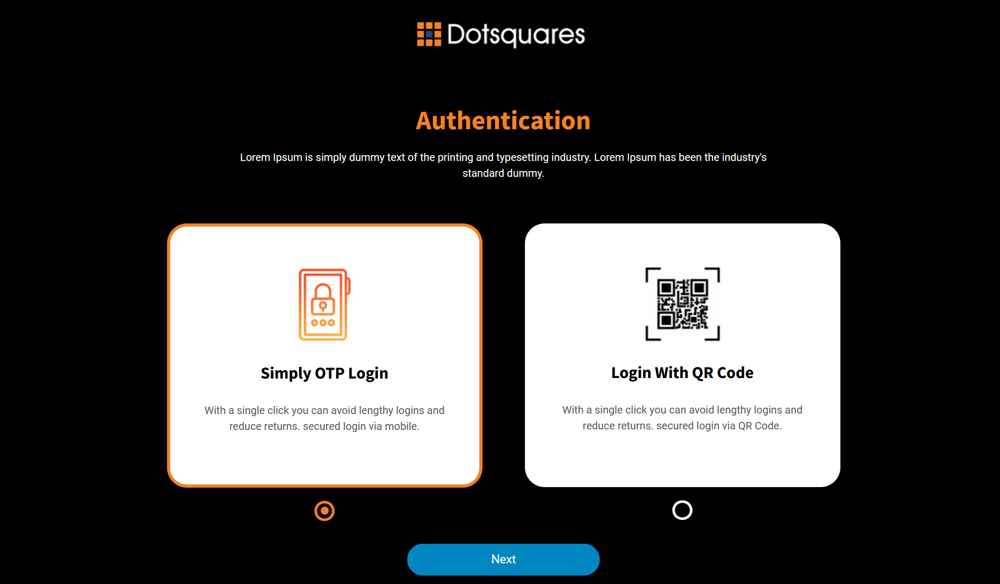 Dotsquares
Authentication
Lorem Ipsum is simply dummy text of the printing and typesetting industry. Lorem Ipsum has been the industry's
standard dummy.
Simply OTP Login
With a single click you can avoid lengthy logins and
reduce returns. secured login via mobile.
Login With QR Code
With a single click you can avoid lengthy logins and
reduce returns. secured login via QR Code.
Next